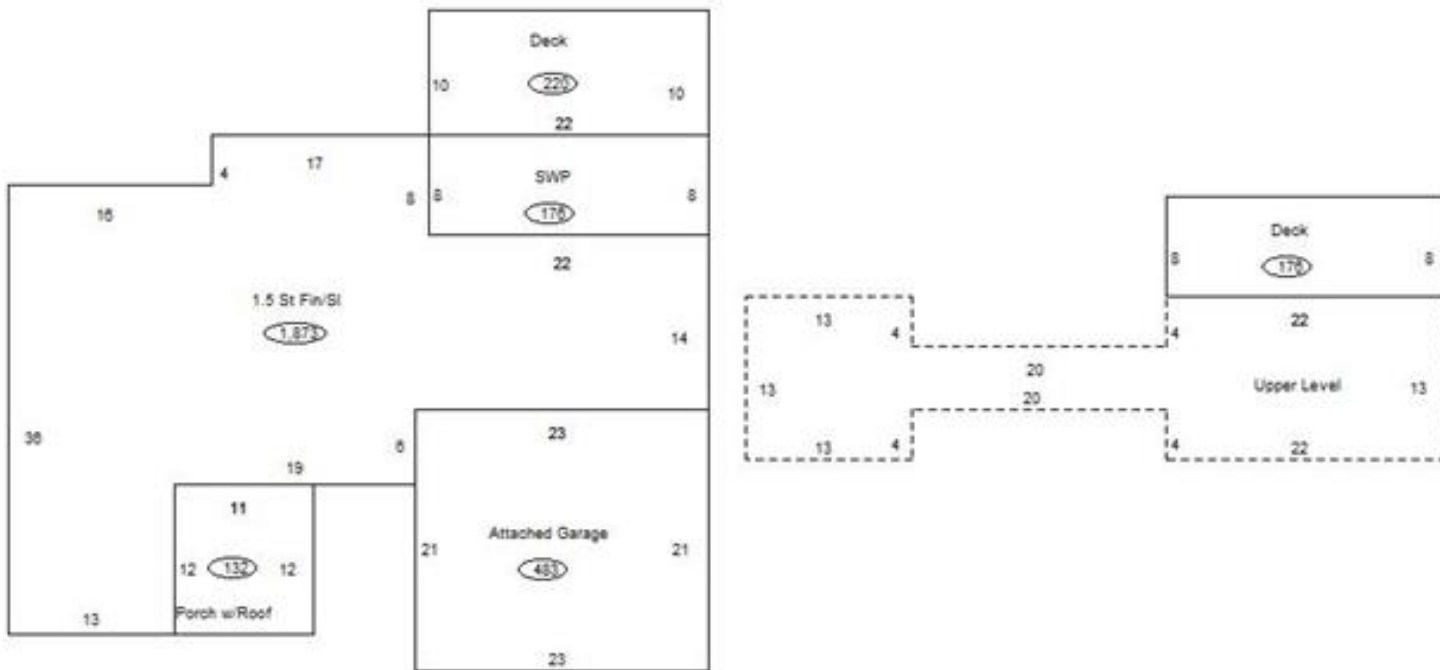 Deck
10 220 10
22
17
4
SWP
8 8 8
176
16
22
1.5 St Fin/Sl
1,873
14
36
6
23
19
11
Attached Garage
21 21
483
12 132 12
Porch w/Roof
13
23
Deck
8 176 8
22
13 4 4
20
13 20 Upper Level 13
13 4 4 22